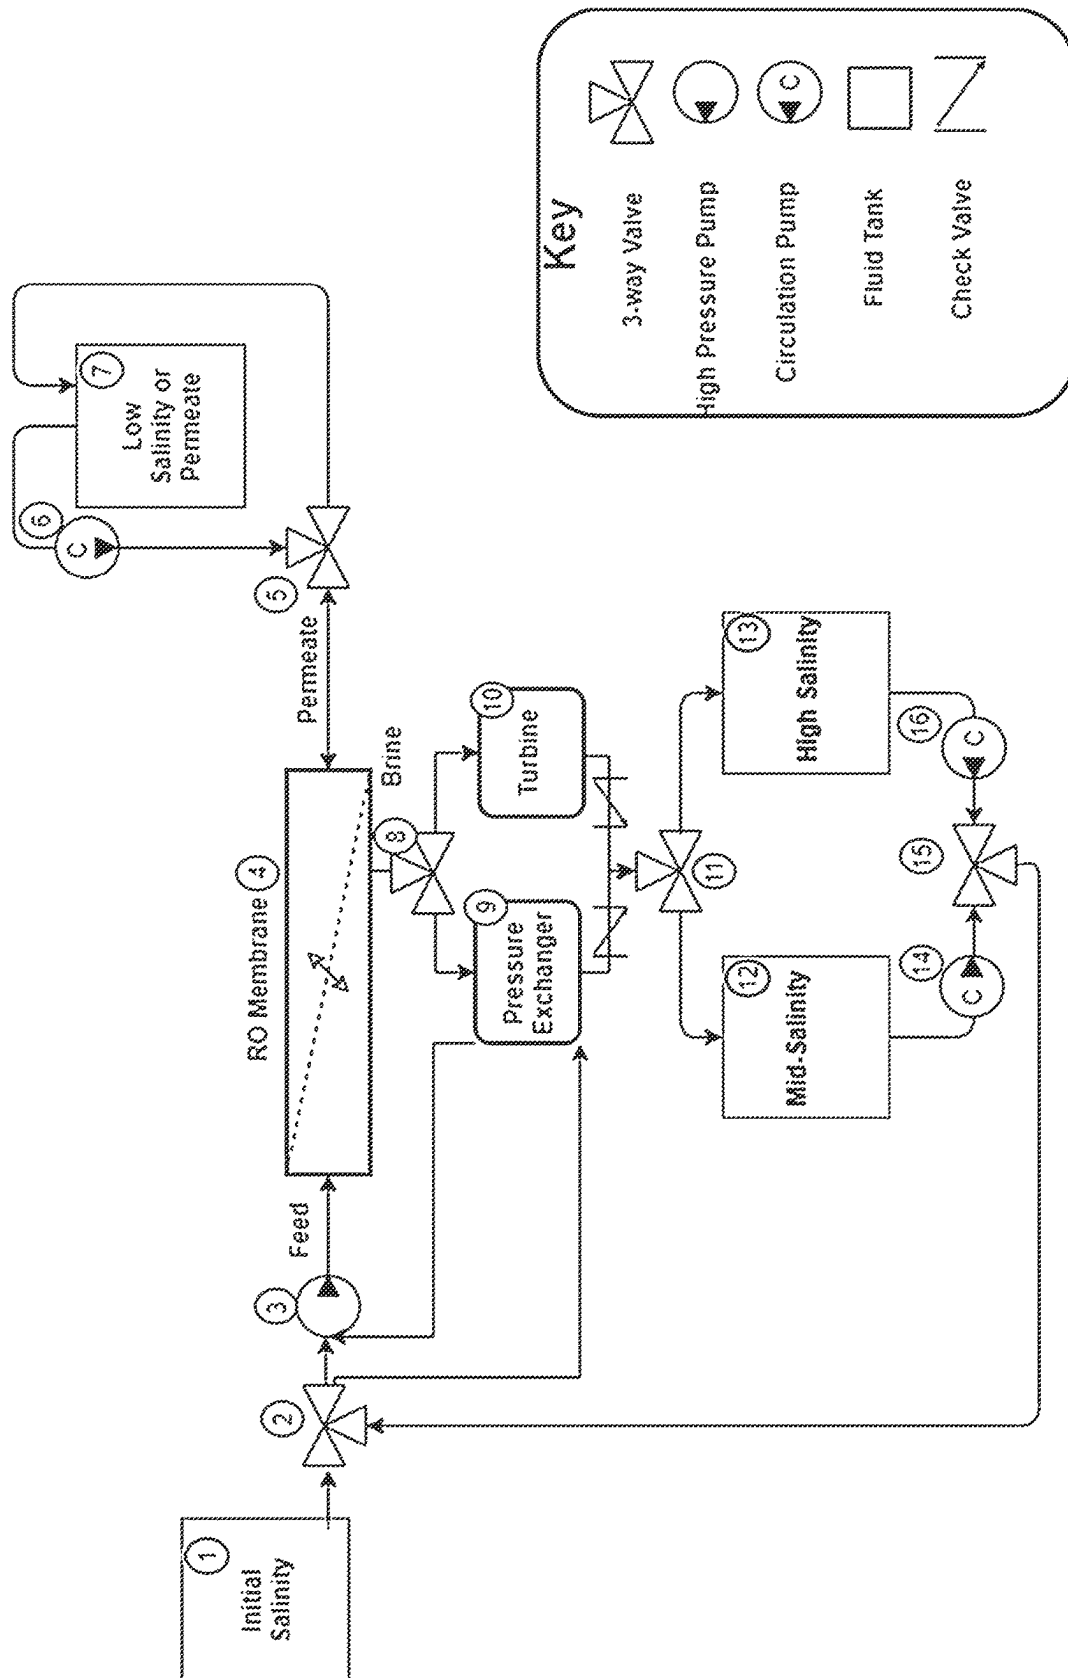 1
Initial
Salinity
2
3
Feed
RO Membrane 4
Permeate
Brine
5
6
7
Low
Salinity or
Permeate
8
9
Pressure
Exchanger
10
Turbine
11
12
Mid-Salinity
13
High Salinity
14
C
15
16
C
C
Key
3-way Valve
High Pressure Pump
Circulation Pump
C
Fluid Tank
Check Valve